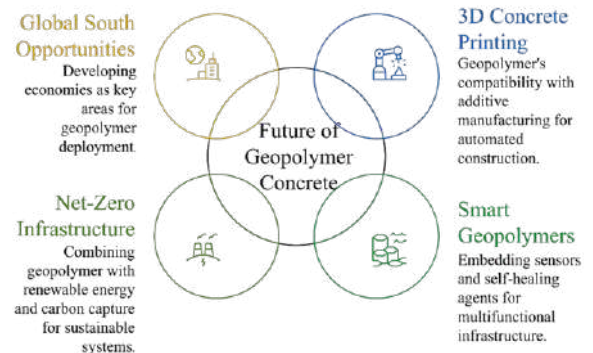 Global South
Opportunities
Developing
economies as key
areas for
geopolymer
deployment.
3D Concrete
Printing
Geopolymer's
compatibility with
additive
manufacturing for
automated
construction.
Future of
Geopolymer
Concrete
Net-Zero
Infrastructure
Combining
geopolymer with
renewable energy
and carbon capture
for sustainable
systems.
Smart
Geopolymers
Embedding sensors
and self-healing
agents for
multifunctional
infrastructure.